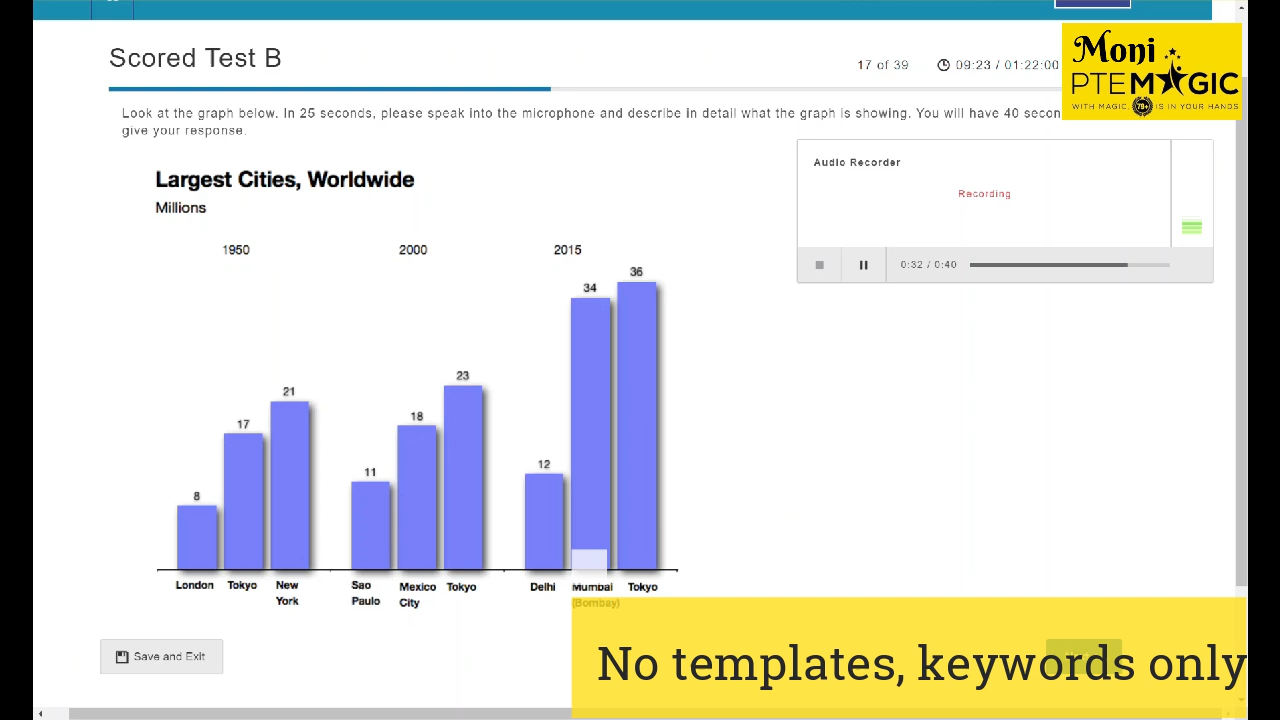 Scored Test B
17 of 39
09:23 / 01:22:00
Moni
PTEMAGIC
WITH MAGIC, 79+ IS IN YOUR HANDS
Look at the graph below. In 25 seconds, please speak into the microphone and describe in detail what the graph is showing. You will have 40 secon
give your response.
Audio Recorder
Recording
0:32 / 0:40
Largest Cities, Worldwide
Millions
1950 2000 2015
8 17 21 11 18 23 12 34 36
London Tokyo New York Sao Paulo Mexico City Tokyo Delhi Mumbai (Bombay) Tokyo
Save and Exit
No templates, keywords only